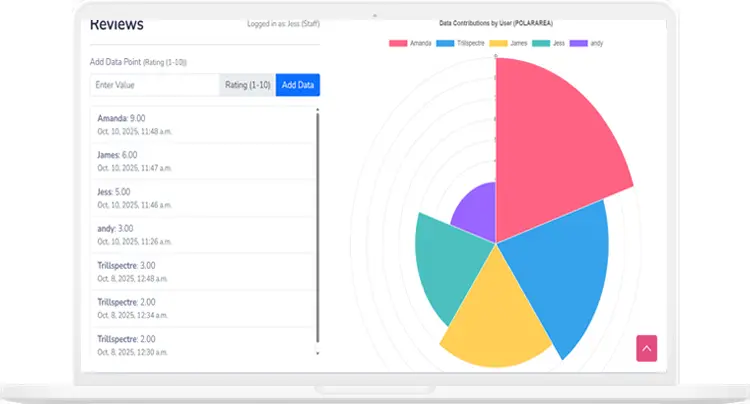 Reviews
Logged in as: Jess (Staff)
Add Data Point (Rating (1-10))
Enter Value
Rating (1-10)
Add Data
Amanda: 9.00
Oct. 10, 2025, 11:48 a.m.
James: 6.00
Oct. 10, 2025, 11:47 a.m.
Jess: 5.00
Oct. 10, 2025, 11:46 a.m.
andy: 3.00
Oct. 10, 2025, 11:26 a.m.
Trillspectre: 3.00
Oct. 8, 2025, 12:48 a.m.
Trillspectre: 2.00
Oct. 8, 2025, 12:34 a.m.
Trillspectre: 2.00
Oct. 8, 2025, 12:30 a.m.
Data Contributions by User (POLARAREA)
Amanda
Trillspectre
James
Jess
andy